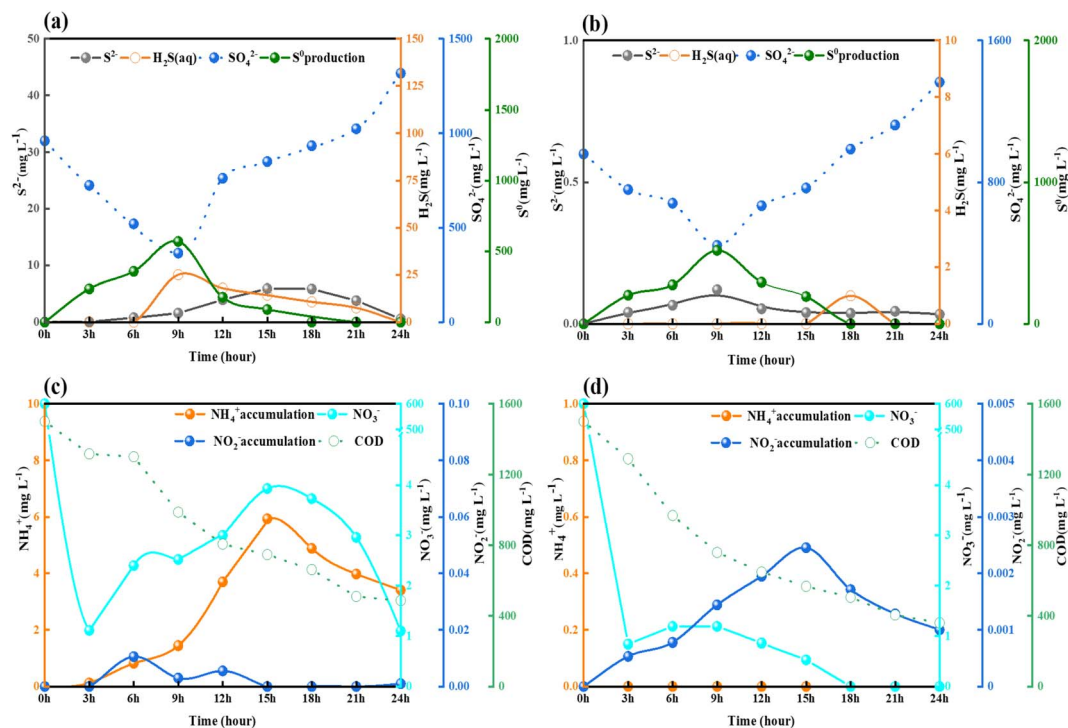 (a)
50
40
30
20
10
0
S²⁻(mg L⁻¹)
S²⁻ H₂S(aq) SO₄²⁻ S⁰production
150
125
100
75
50
25
0
H₂S(mg L⁻¹)
1500
1000
500
0
SO₄²⁻(mg L⁻¹)
2000
1500
1000
500
0
S⁰(mg L⁻¹)
0h 3h 6h 9h 12h 15h 18h 21h 24h
Time (hour)
(b)
1.0
0.5
0.0
S²⁻(mg L⁻¹)
S²⁻ H₂S(aq) SO₄²⁻ S⁰production
10
8
6
4
2
0
H₂S(mg L⁻¹)
1600
800
0
SO₄²⁻(mg L⁻¹)
2000
1000
0
S⁰(mg L⁻¹)
0h 3h 6h 9h 12h 15h 18h 21h 24h
Time (hour)
(c)
10
8
6
4
2
0
NH₄⁺(mg L⁻¹)
NH₄⁺accumulation NO₃⁻
NO₂⁻accumulation COD
600
500
4
3
2
1
0
NO₃⁻(mg L⁻¹)
0.10
0.08
0.06
0.04
0.02
0.00
NO₂⁻(mg L⁻¹)
1600
1200
800
400
0
COD(mg L⁻¹)
0h 3h 6h 9h 12h 15h 18h 21h 24h
Time (hour)
(d)
1.0
0.8
0.6
0.4
0.2
0.0
NH₄⁺(mg L⁻¹)
NH₄⁺accumulation NO₃⁻
NO₂⁻accumulation COD
600
500
4
3
2
1
0
NO₃⁻(mg L⁻¹)
0.005
0.004
0.003
0.002
0.001
0.000
NO₂⁻(mg L⁻¹)
1600
1200
800
400
0
COD(mg L⁻¹)
0h 3h 6h 9h 12h 15h 18h 21h 24h
Time (hour)